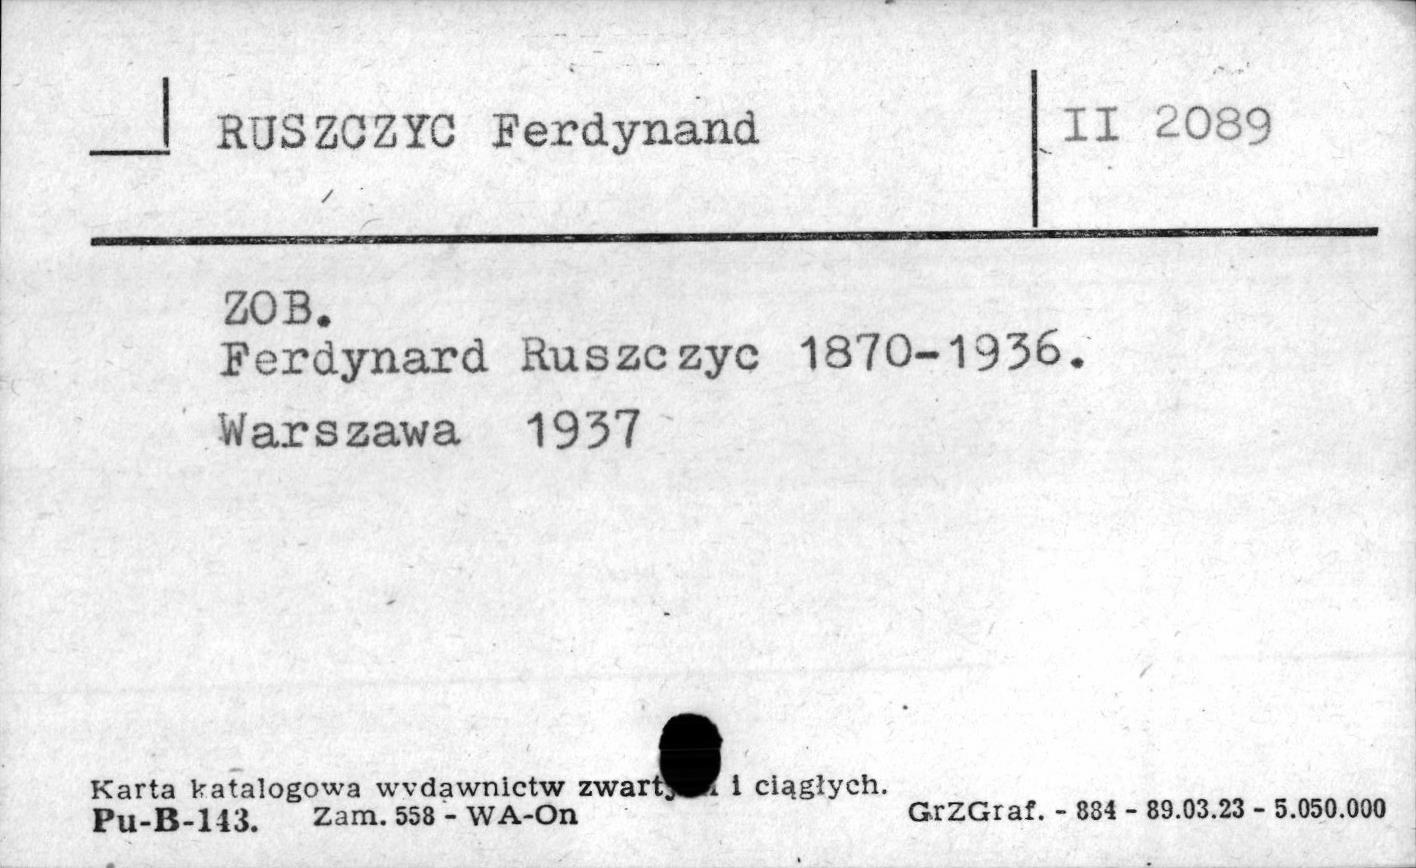 RUSZCZYC Ferdynand
II 2089
ZOB.
Ferdynard Ruszczyc 1870-1936.
Warszawa 1937
Karta katalogowa wydawnictw i ciągłych.
Pu-B-143. Zam. 558 - WA-On
GrZGraf. - 884 - 89.03.23 - 5.050.000